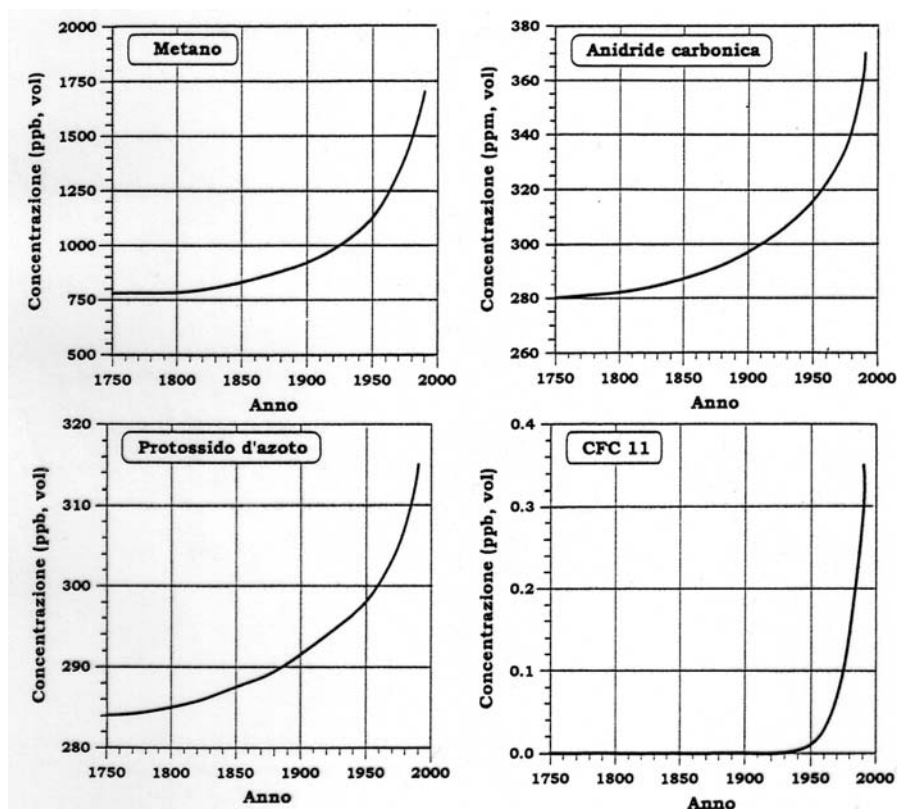 Metano
Concentrazione (ppb, vol)
2000
1750
1500
1250
1000
750
500
1750 1800 1850 1900 1950 2000
Anno
Anidride carbonica
Concentrazione (ppm, vol)
380
360
340
320
300
280
260
1750 1800 1850 1900 1950 2000
Anno
Protossido d'azoto
Concentrazione (ppb, vol)
320
310
300
290
280
1750 1800 1850 1900 1950 2000
Anno
CFC 11
Concentrazione (ppb, vol)
0.4
0.3
0.2
0.1
0.0
1750 1800 1850 1900 1950 2000
Anno